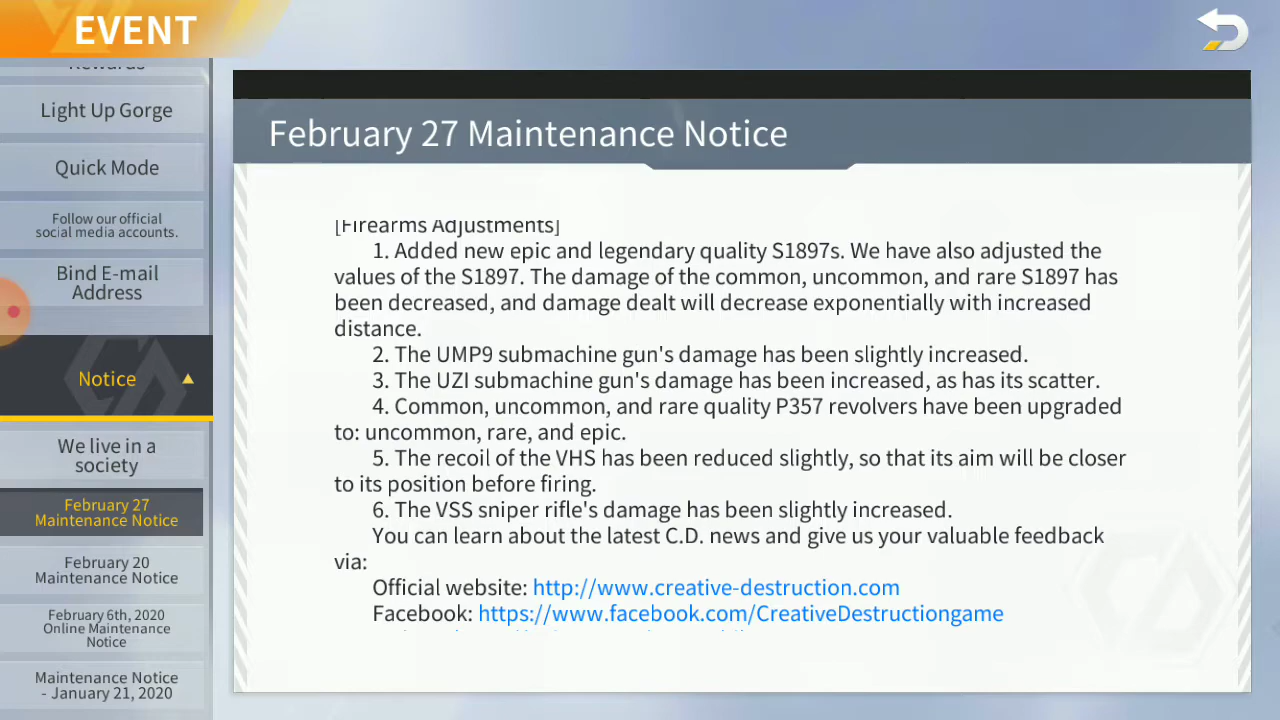 EVENT
Rewards
Light Up Gorge
Quick Mode
Follow our official
social media accounts.
Bind E-mail
Address
Notice
We live in a
society
February 27
Maintenance Notice
February 20
Maintenance Notice
February 6th, 2020
Online Maintenance
Notice
Maintenance Notice
- January 21, 2020
February 27 Maintenance Notice
[Firearms Adjustments]
1. Added new epic and legendary quality S1897s. We have also adjusted the
values of the S1897. The damage of the common, uncommon, and rare S1897 has
been decreased, and damage dealt will decrease exponentially with increased
distance.
2. The UMP9 submachine gun's damage has been slightly increased.
3. The UZI submachine gun's damage has been increased, as has its scatter.
4. Common, uncommon, and rare quality P357 revolvers have been upgraded
to: uncommon, rare, and epic.
5. The recoil of the VHS has been reduced slightly, so that its aim will be closer
to its position before firing.
6. The VSS sniper rifle's damage has been slightly increased.
You can learn about the latest C.D. news and give us your valuable feedback
via:
Official website: http://www.creative-destruction.com
Facebook: https://www.facebook.com/CreativeDestructiongame